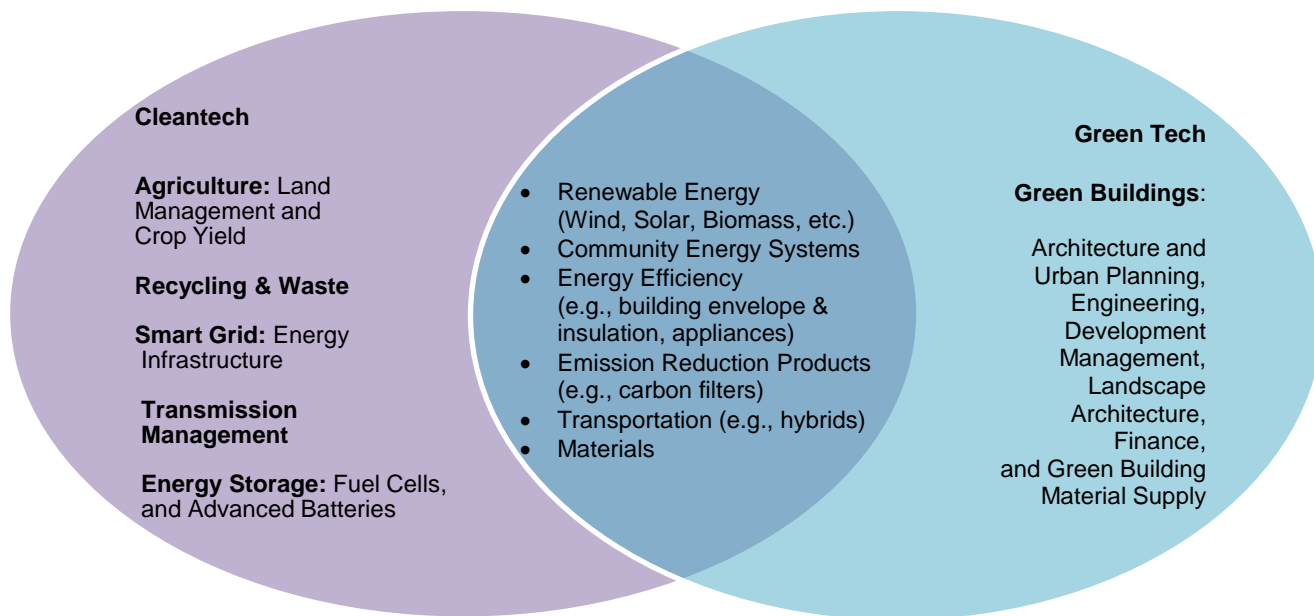 Cleantech
Agriculture: Land
Management and
Crop Yield
Recycling & Waste
Smart Grid: Energy
Infrastructure
Transmission
Management
Energy Storage: Fuel Cells,
and Advanced Batteries
• Renewable Energy
(Wind, Solar, Biomass, etc.)
• Community Energy Systems
• Energy Efficiency
(e.g., building envelope &
insulation, appliances)
• Emission Reduction Products
(e.g., carbon filters)
• Transportation (e.g., hybrids)
• Materials
Green Tech
Green Buildings:
Architecture and
Urban Planning,
Engineering,
Development
Management,
Landscape
Architecture,
Finance,
and Green Building
Material Supply